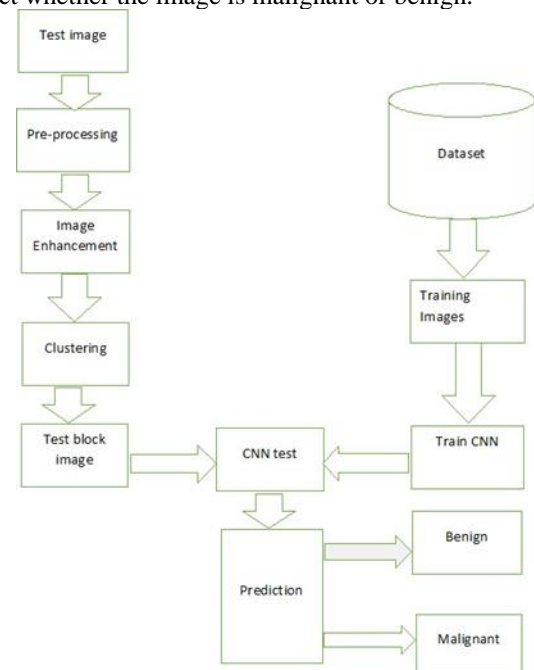 ct whether the image is malignant or benign.
Test image
Pre-processing
Image
Enhancement
Clustering
Test block
image
Dataset
Training
Images
Train CNN
CNN test
Prediction
Benign
Malignant